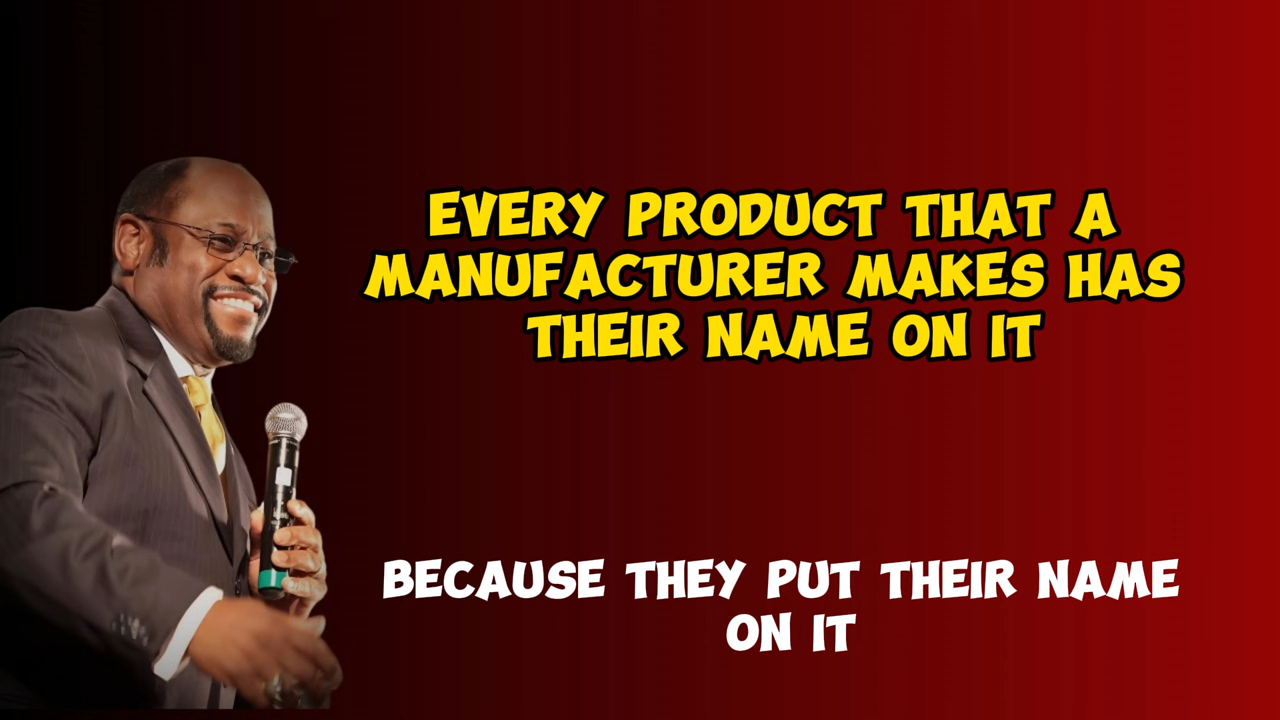 EVERY PRODUCT THAT A
MANUFACTURER MAKES HAS
THEIR NAME ON IT
BECAUSE THEY PUT THEIR NAME
ON IT